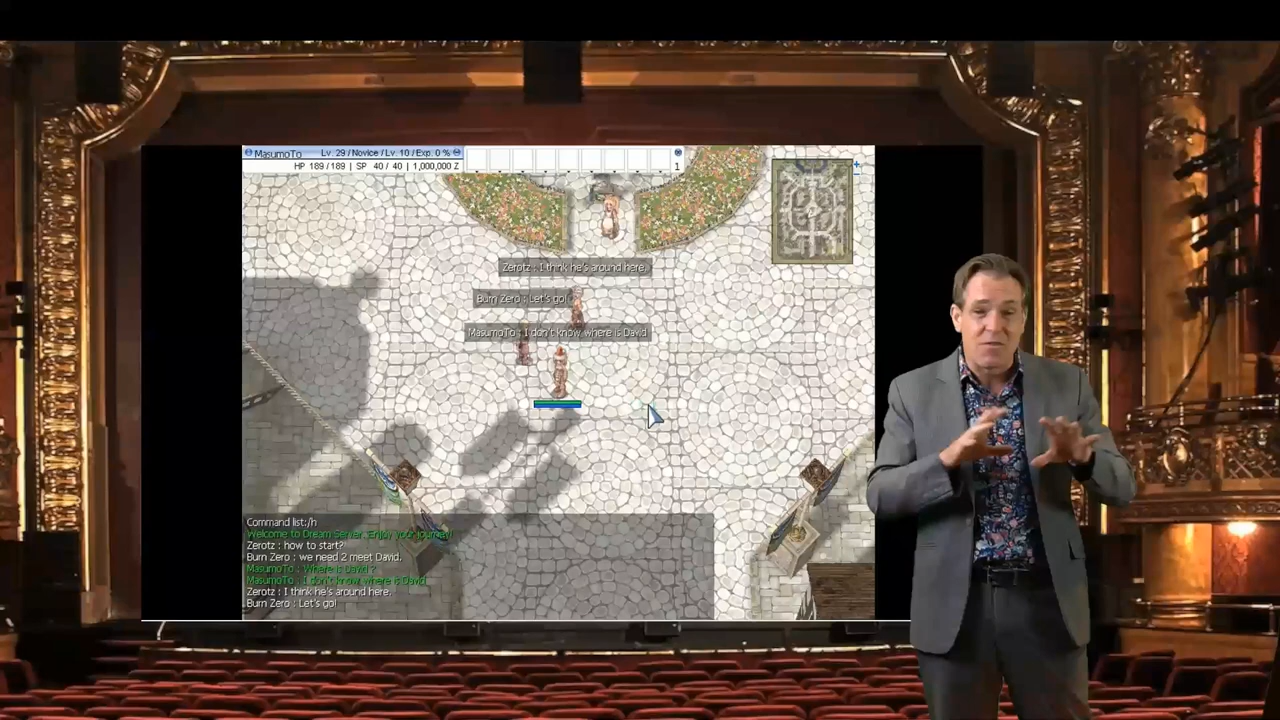 MasumoTo Lv. 29 / Novice / Lv. 10 / Exp. 0 %
HP 189 / 189 | SP 40 / 40 | 1,000,000 Z
1
Zerotz : I think he's around here.
Burn Zero : Let's go!
MasumoTo : I don't know where is David
Command list:/h
Welcome to Dream Server. Enjoy your journey!
Zerotz : how to start?
Burn Zero : we need 2 meet David.
MasumoTo : Where is David ?
MasumoTo : I don't know where is David
Zerotz : I think he's around here.
Burn Zero : Let's go!